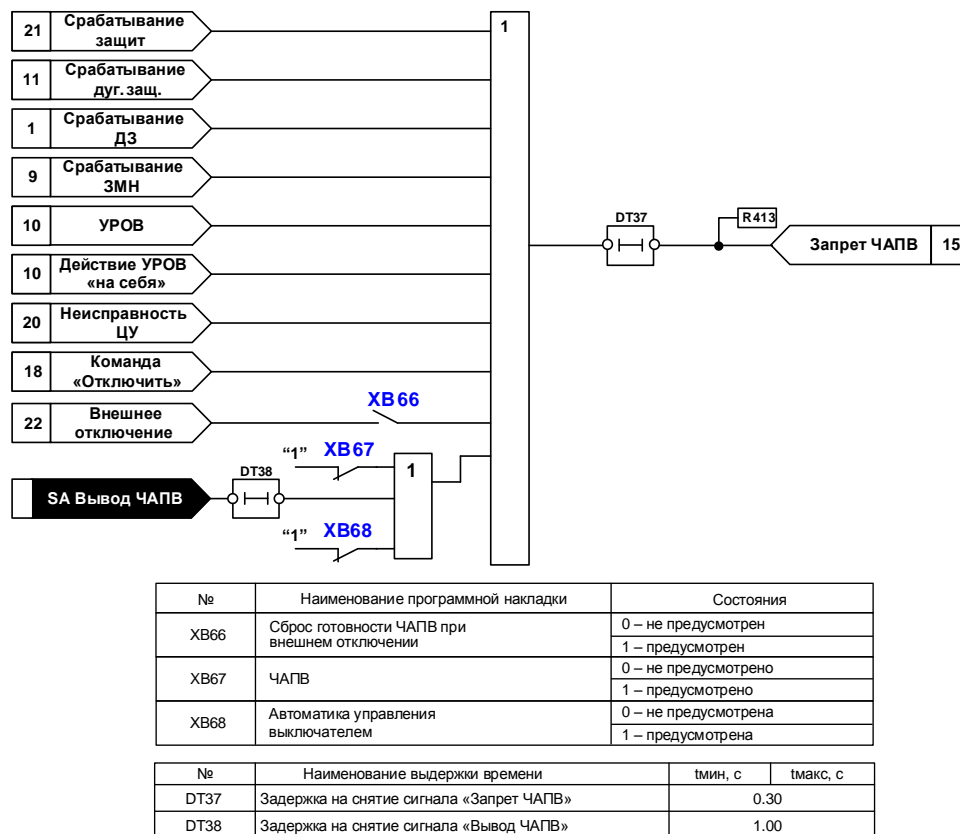 21 Срабатывание
защит
1
11 Срабатывание
дуг. защ.
1 Срабатывание
ДЗ
9 Срабатывание
ЗМН
10 УРОВ
DT37
R413
Запрет ЧАПВ 15
10 Действие УРОВ
«на себя»
20 Неисправность
ЦУ
18 Команда
«Отключить»
22 Внешнее
отключение
XB66
“1” XB67
1
DT38
SA Вывод ЧАПВ
“1” XB68
№ Наименование программной накладки Состояния
XB66 Сброс готовности ЧАПВ при
внешнем отключении
0 – не предусмотрен
1 – предусмотрен
XB67 ЧАПВ
0 – не предусмотрено
1 – предусмотрено
XB68 Автоматика управления
выключателем
0 – не предусмотрена
1 – предусмотрена
№ Наименование выдержки времени tмин, с tмакс, с
DT37 Задержка на снятие сигнала «Запрет ЧАПВ» 0.30
DT38 Задержка на снятие сигнала «Вывод ЧАПВ» 1.00